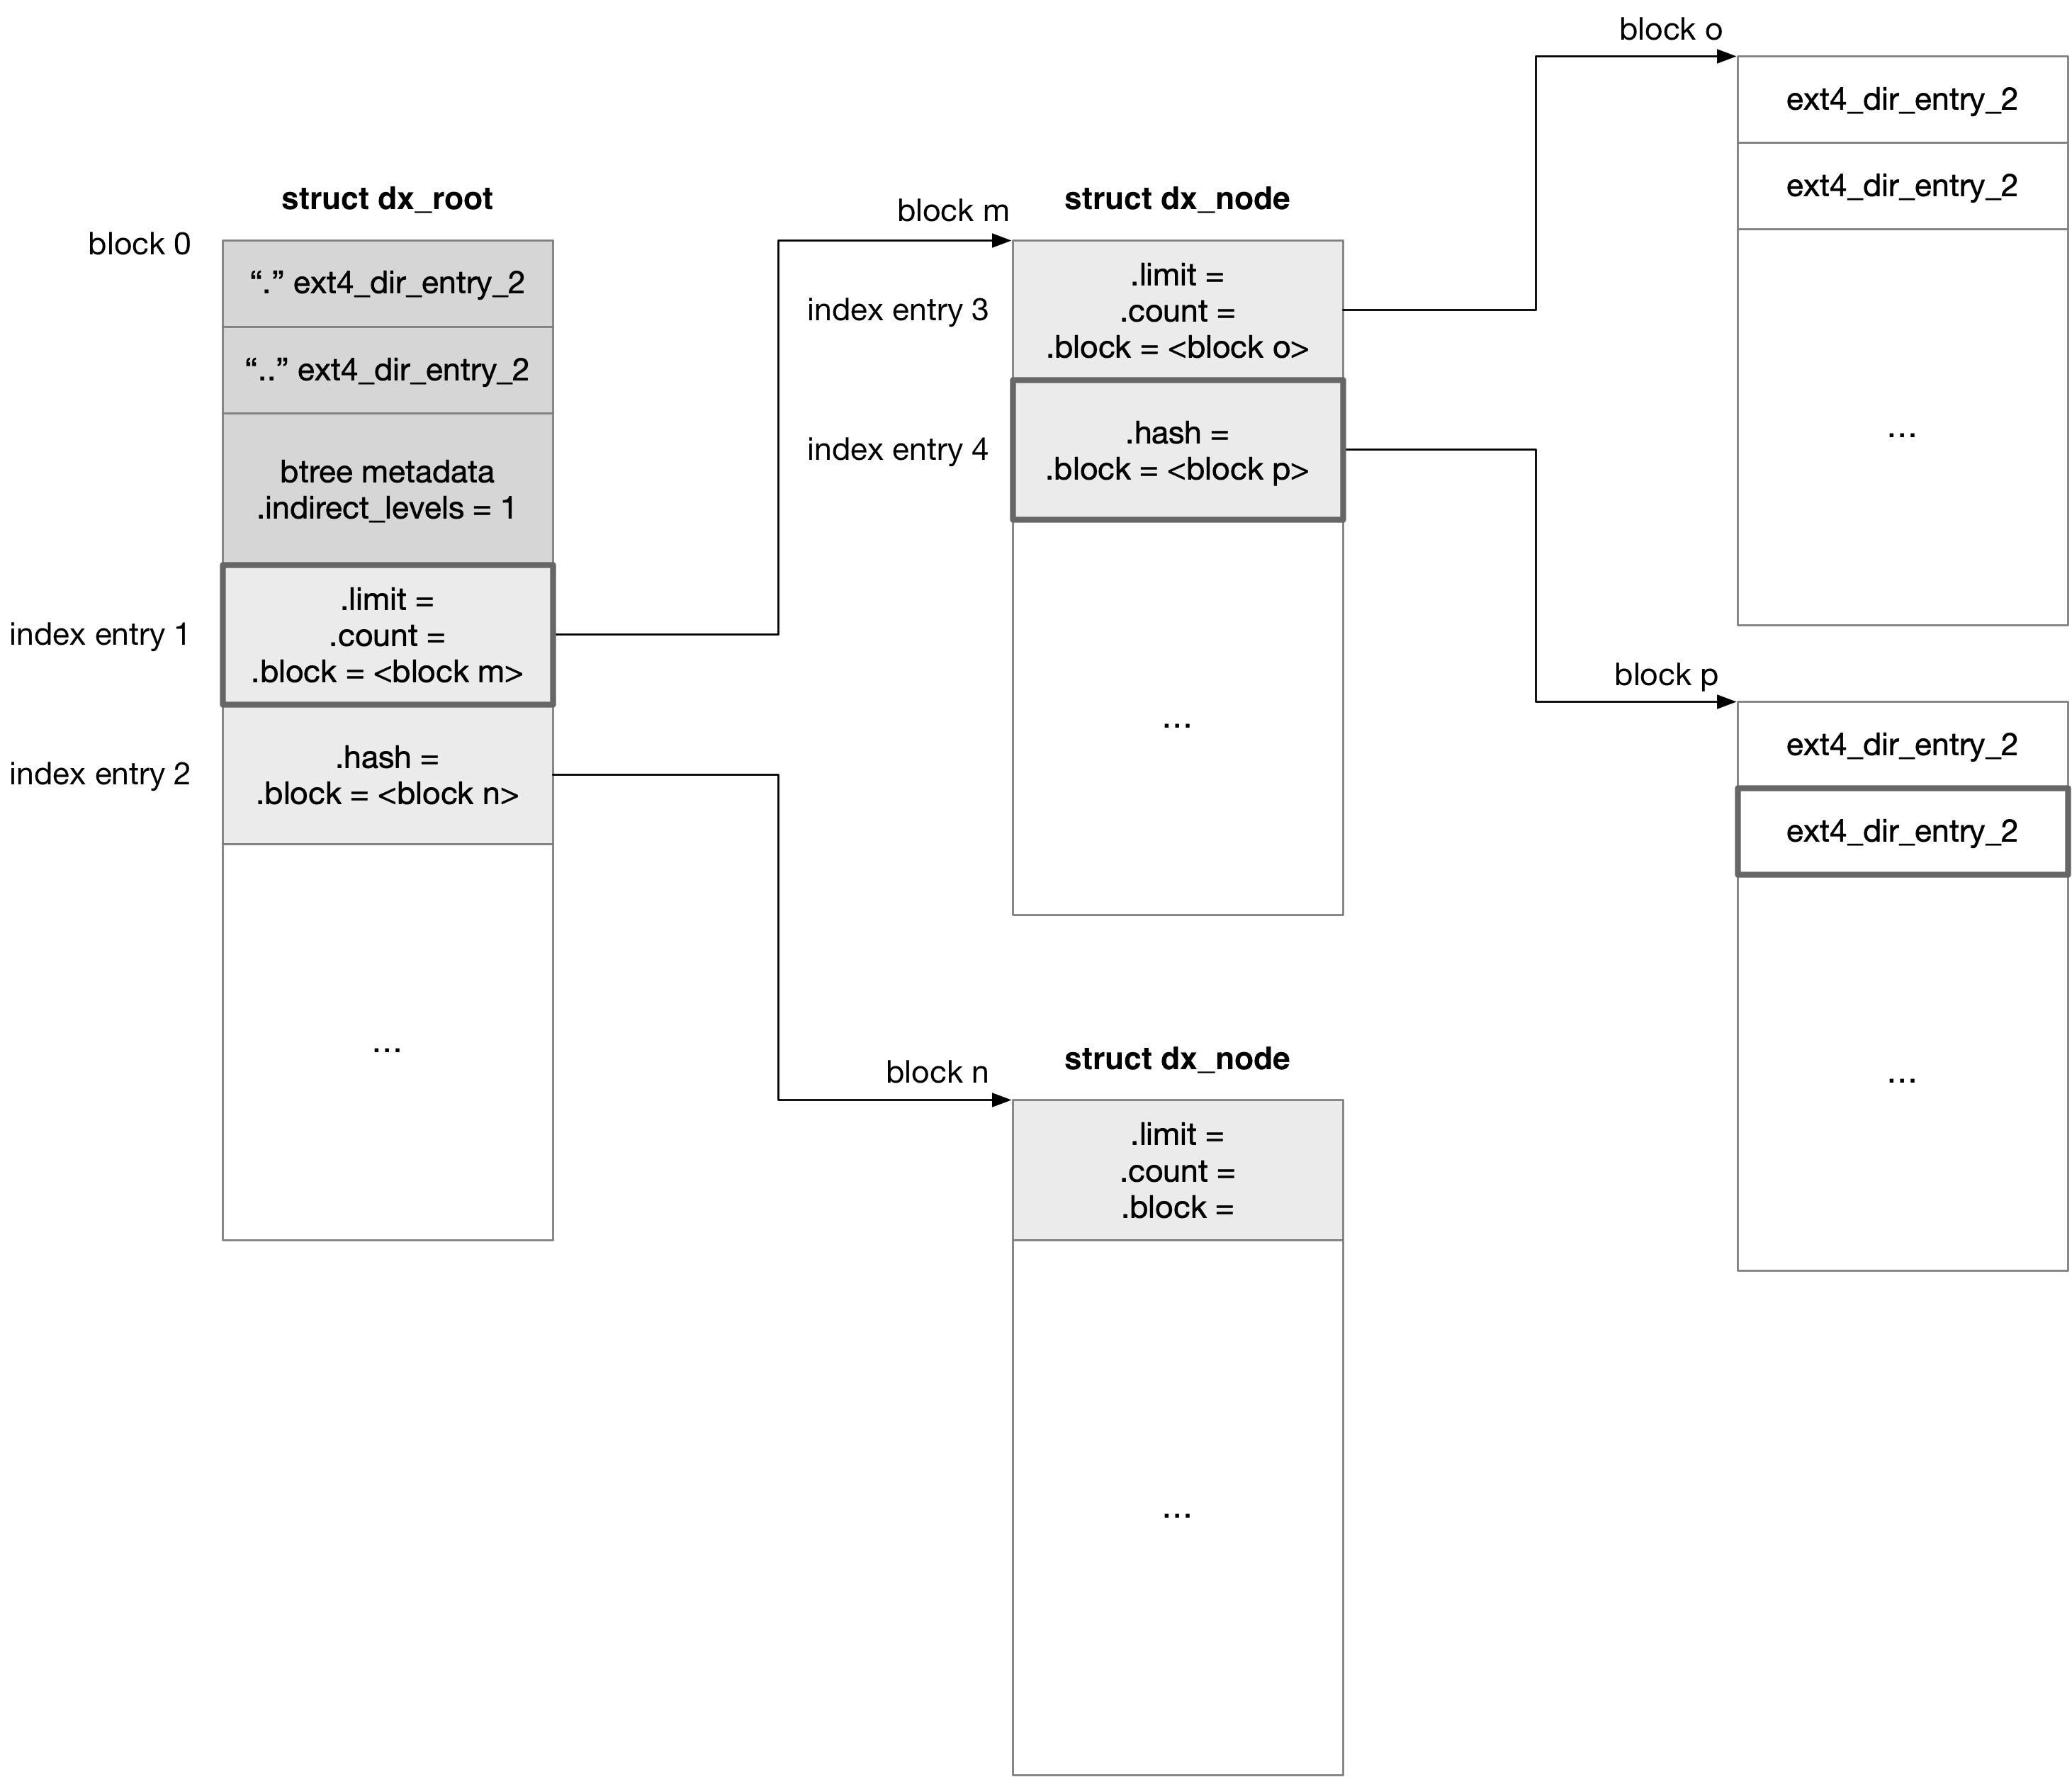 struct dx_root
block 0
“.” ext4_dir_entry_2
“..” ext4_dir_entry_2
btree metadata
.indirect_levels = 1
index entry 1
.limit =
.count =
.block = <block m>
index entry 2
.hash =
.block = <block n>
...
block m
struct dx_node
index entry 3
.limit =
.count =
.block = <block o>
index entry 4
.hash =
.block = <block p>
...
block n
struct dx_node
.limit =
.count =
.block =
...
block o
ext4_dir_entry_2
ext4_dir_entry_2
...
block p
ext4_dir_entry_2
ext4_dir_entry_2
...